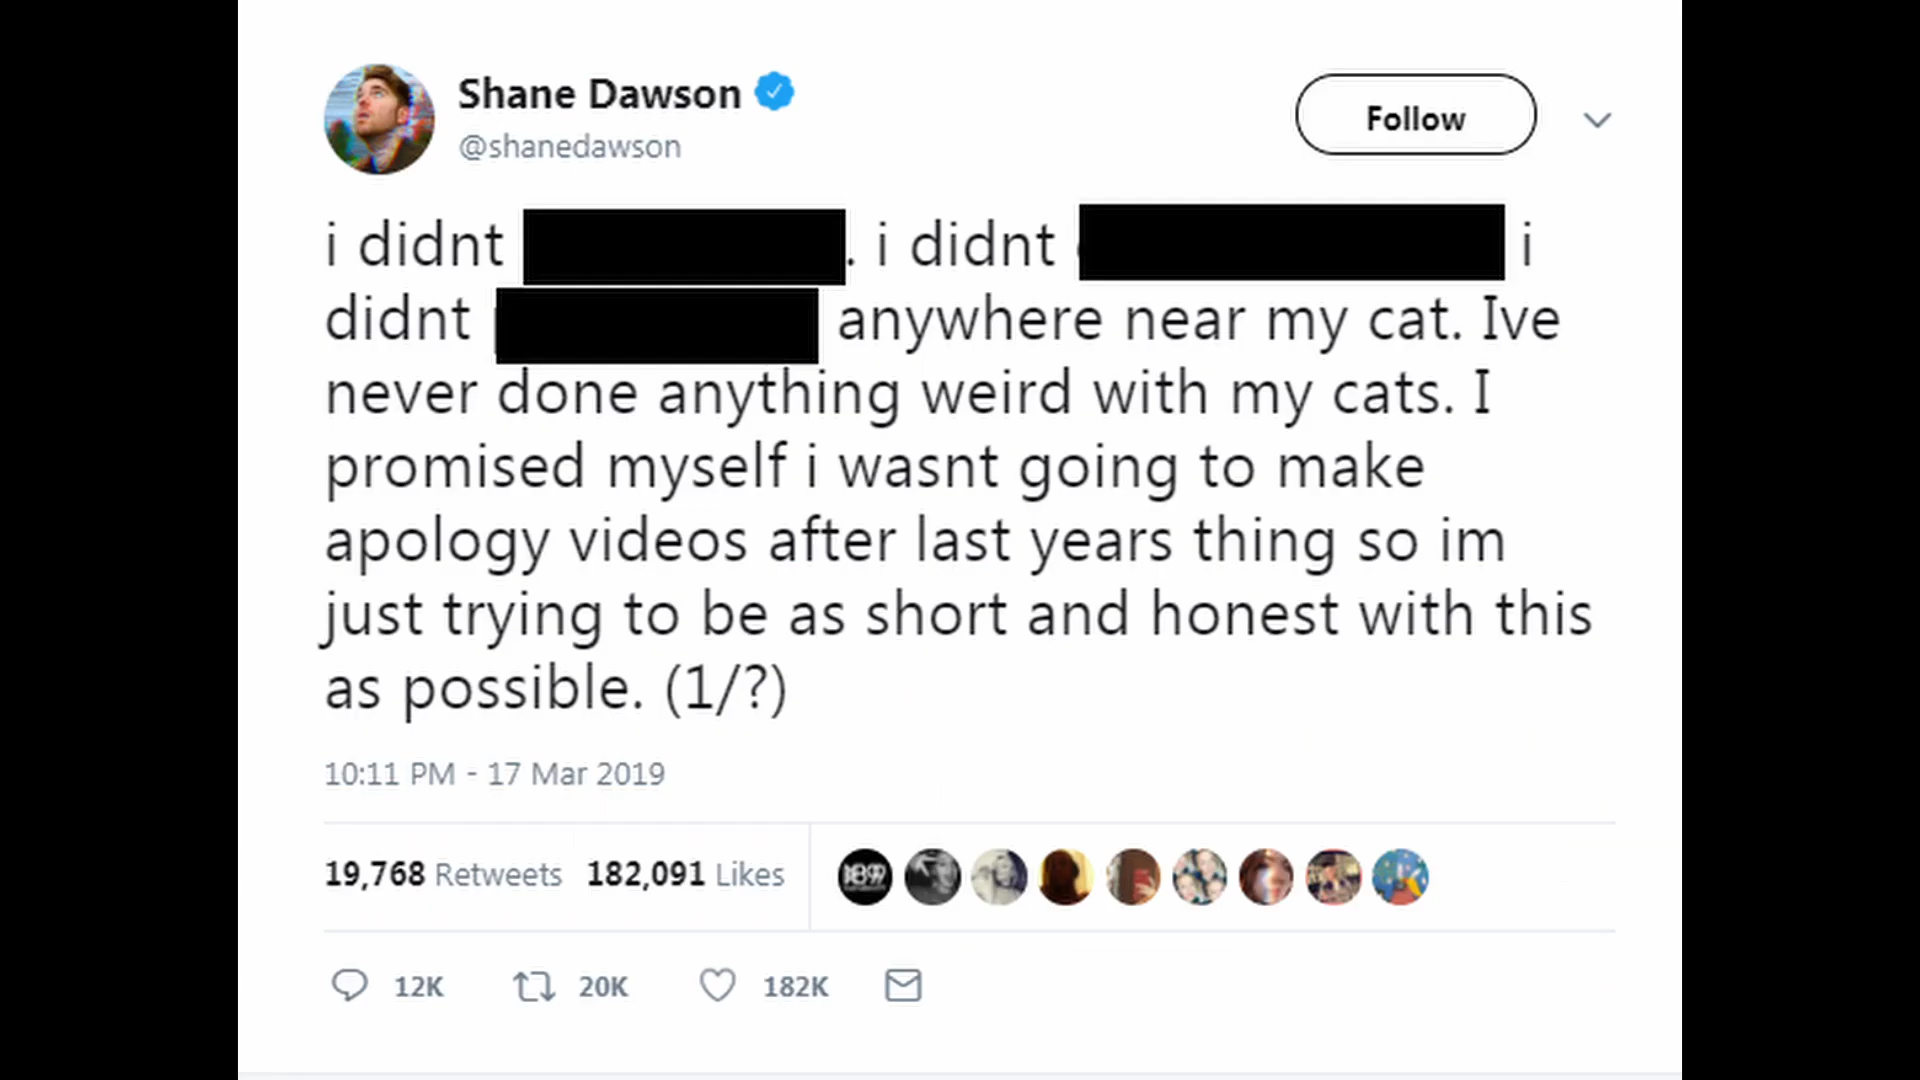 Shane Dawson
@shanedawson
Follow
i didnt . i didnt i
didnt anywhere near my cat. Ive
never done anything weird with my cats. I
promised myself i wasnt going to make
apology videos after last years thing so im
just trying to be as short and honest with this
as possible. (1/?)
10:11 PM - 17 Mar 2019
19,768 Retweets 182,091 Likes
12K 20K 182K